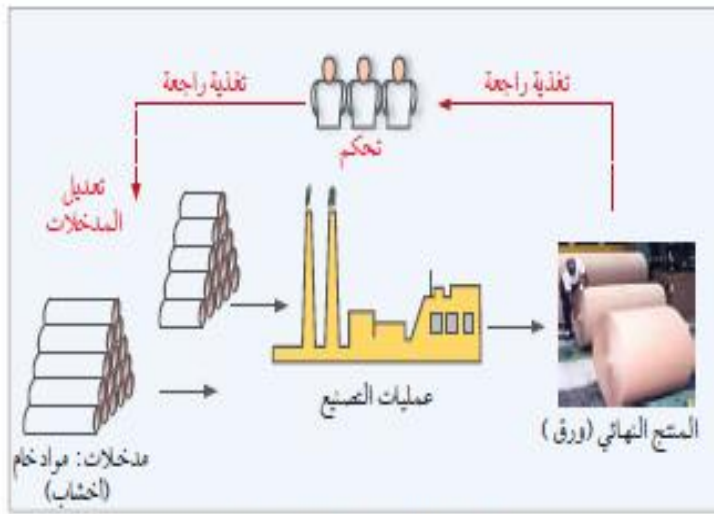 تغذية راجعة
تغذية راجعة
تحكم
تعديل
المدخلات
عمليات التصنيع
المنتج النهائي (ورق)
مدخلات: مواد خام
(أخشاب)